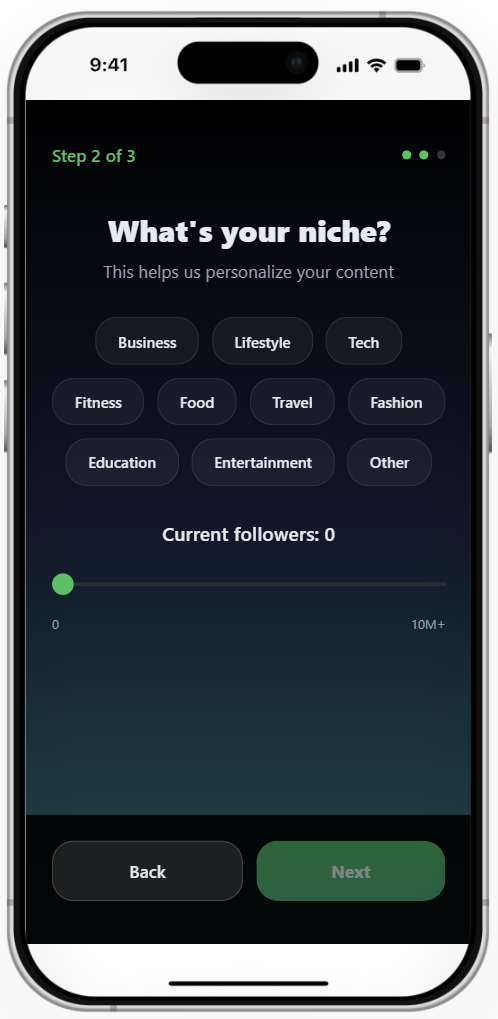 9:41
Step 2 of 3
What's your niche?
This helps us personalize your content
Business Lifestyle Tech
Fitness Food Travel Fashion
Education Entertainment Other
Current followers: 0
0 10M+
Back Next